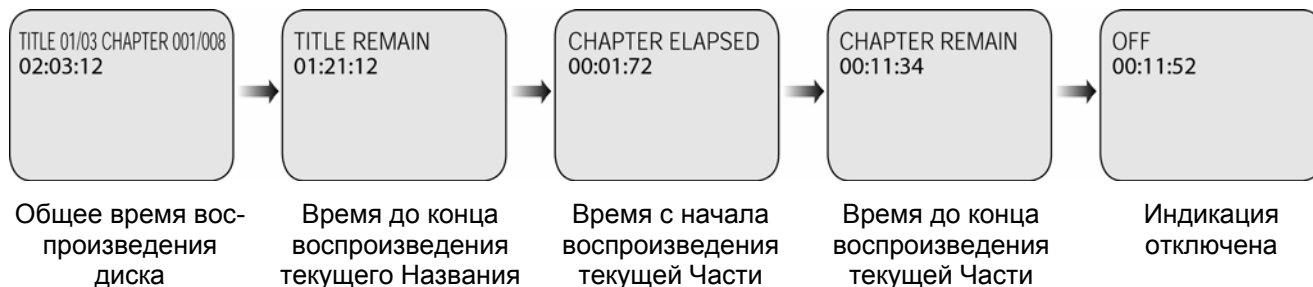 TITLE 01/03 CHAPTER 001/008
02:03:12
TITLE REMAIN
01:21:12
CHAPTER ELAPSED
00:01:72
CHAPTER REMAIN
00:11:34
OFF
00:11:52
Общее время вос-
произведения
диска
Время до конца
воспроизведения
текущего Названия
Время с начала
воспроизведения
текущей Части
Время до конца
воспроизведения
текущей Части
Индикация
отключена